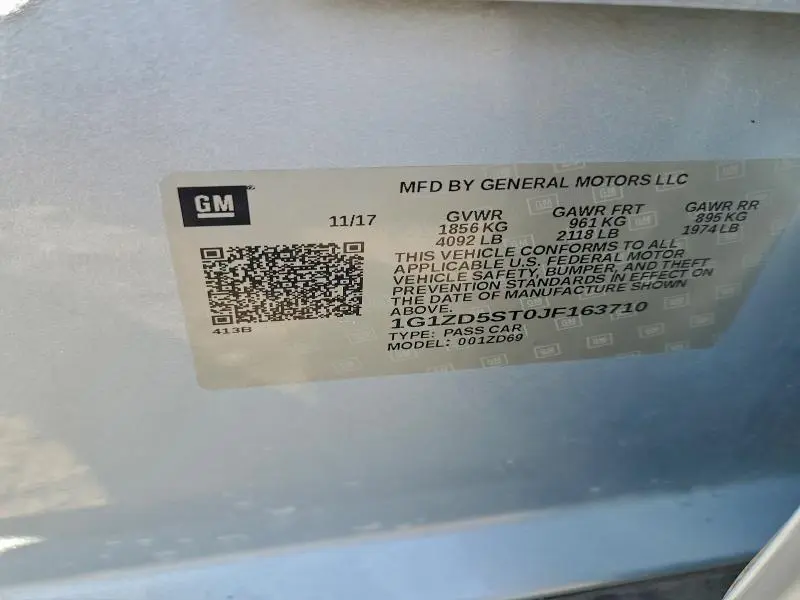 GM
MFD BY GENERAL MOTORS LLC
11/17
GVWR GAWR FRT GAWR RR
1856 KG 961 KG 895 KG
4092 LB 2118 LB 1974 LB
THIS VEHICLE CONFORMS TO ALL
APPLICABLE U.S. FEDERAL MOTOR
VEHICLE SAFETY, BUMPER, AND THEFT
PREVENTION STANDARDS IN EFFECT ON
THE DATE OF MANUFACTURE SHOWN
ABOVE.
1G1ZD5ST0JF163710
TYPE: PASS CAR
MODEL: 001ZD69
413B